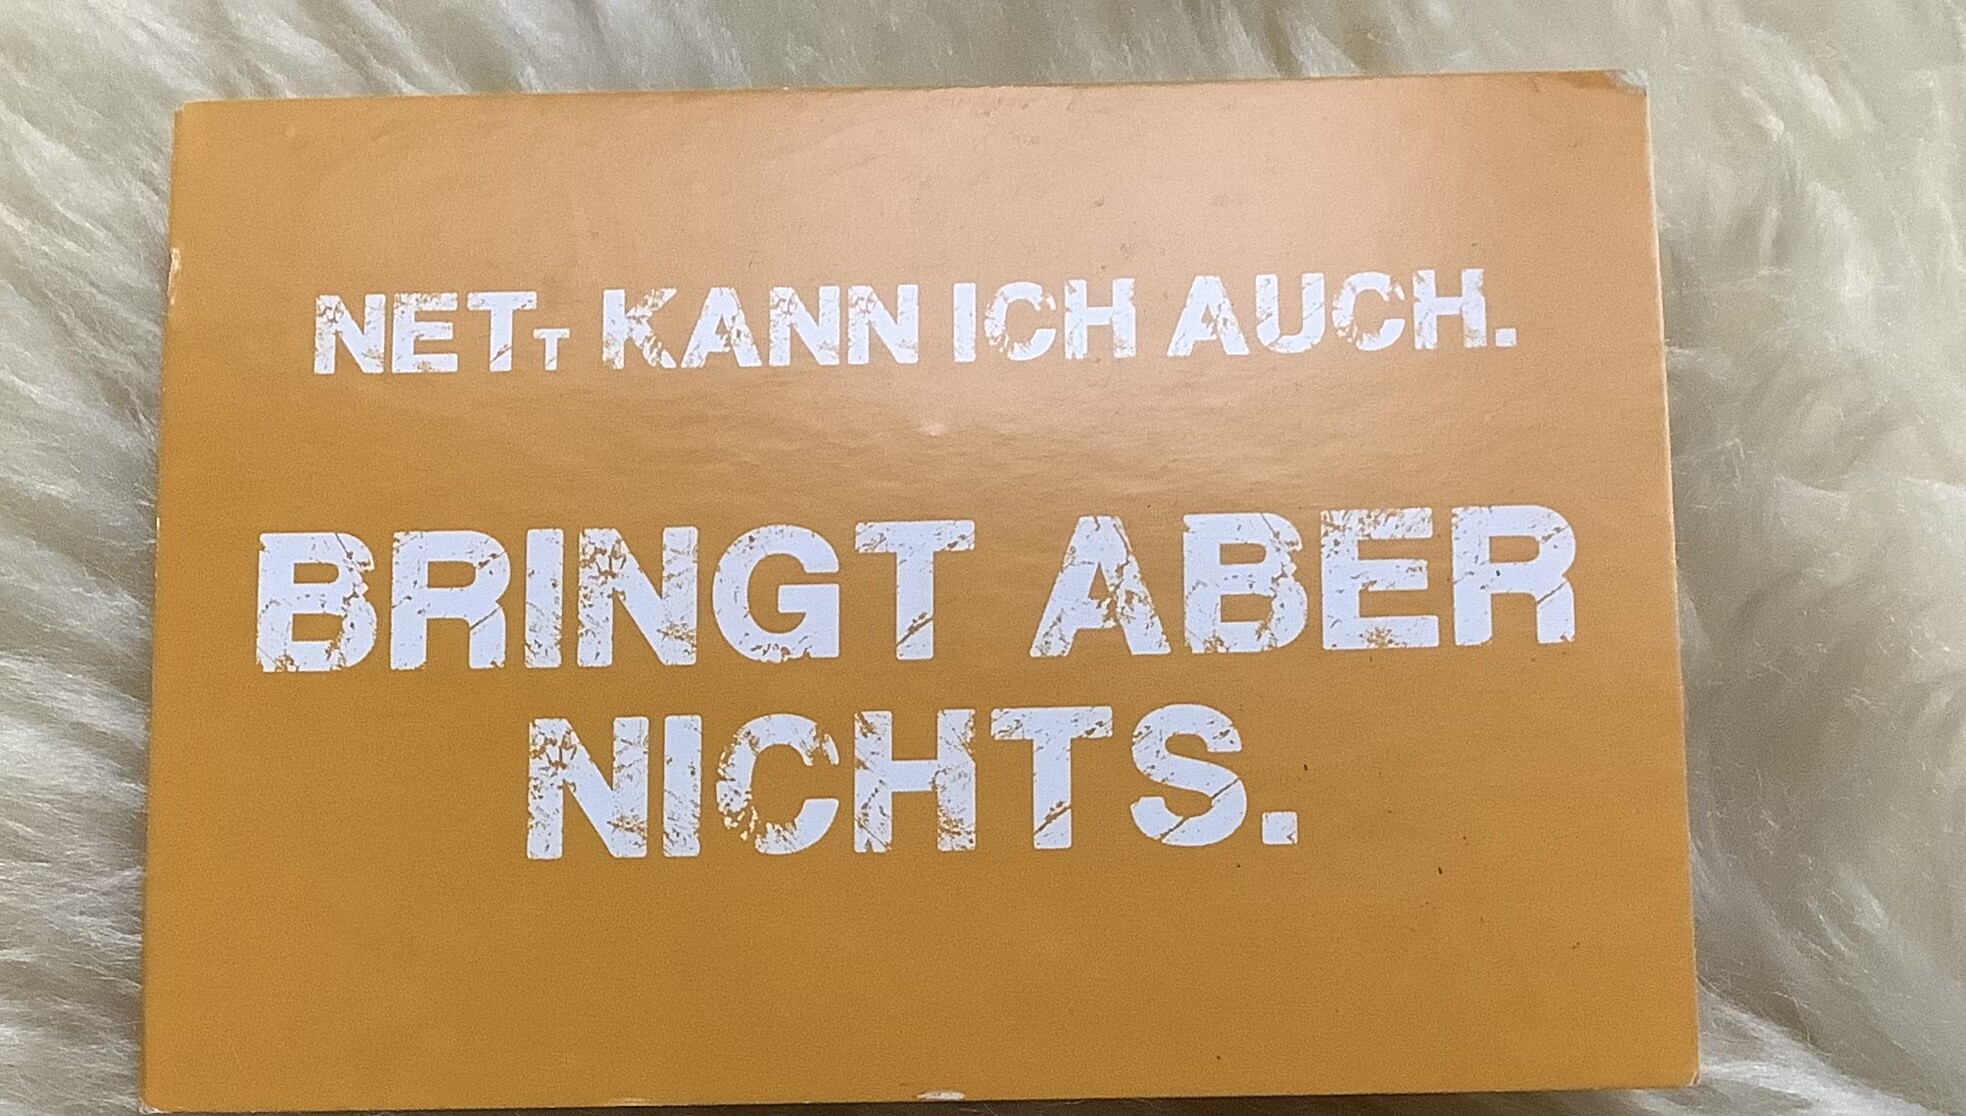 NETT KANN ICH AUCH.
BRINGT ABER
NICHTS.